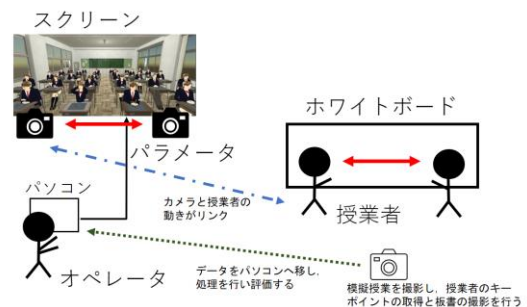 スクリーン
ホワイトボード
パラメータ
パソコン
カメラと授業者の
動きがリンク
授業者
オペレータ
データをパソコンへ移し，
処理を行い評価する
模擬授業を撮影し，授業者のキー
ポイントの取得と板書の撮影を行う